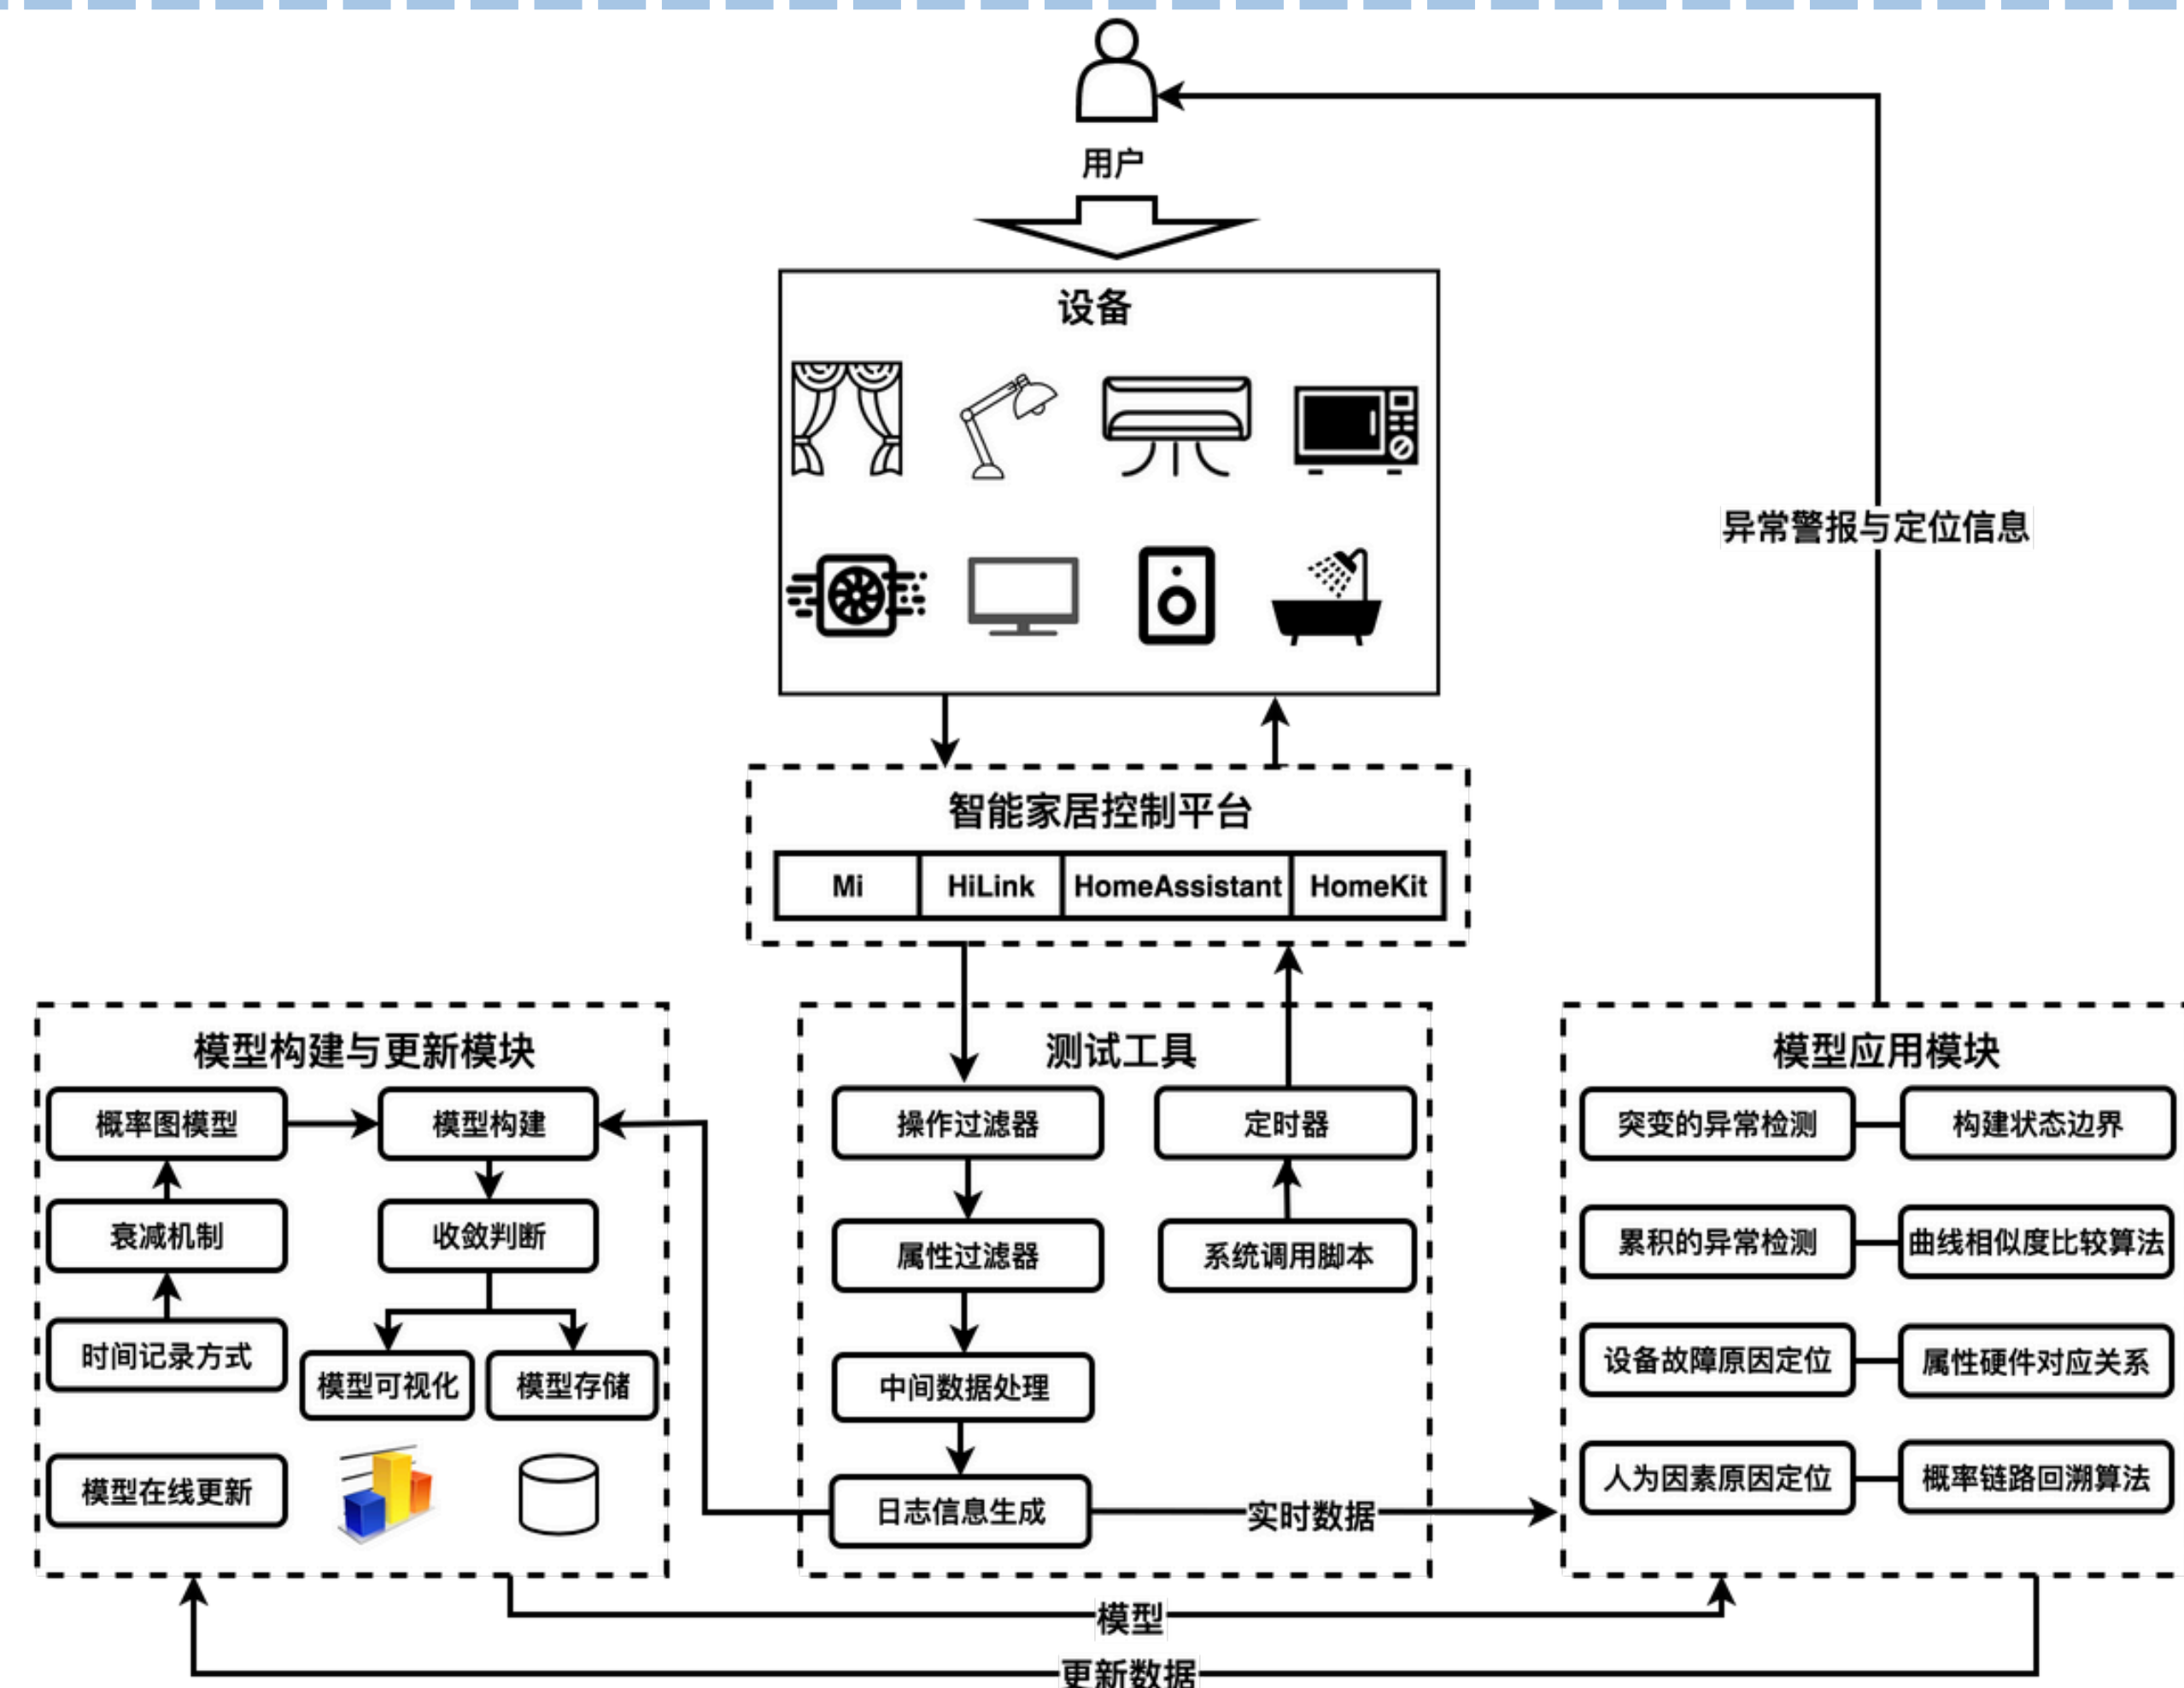 用户
设备
异常警报与定位信息
智能家居控制平台
Mi
HiLink
HomeAssistant
HomeKit
模型构建与更新模块
概率图模型
模型构建
衰减机制
收敛判断
时间记录方式
模型可视化
模型存储
模型在线更新
测试工具
操作过滤器
定时器
属性过滤器
系统调用脚本
中间数据处理
日志信息生成
实时数据
模型应用模块
突变的异常检测
构建状态边界
累积的异常检测
曲线相似度比较算法
设备故障原因定位
属性硬件对应关系
人为因素原因定位
概率链路回溯算法
模型
更新数据